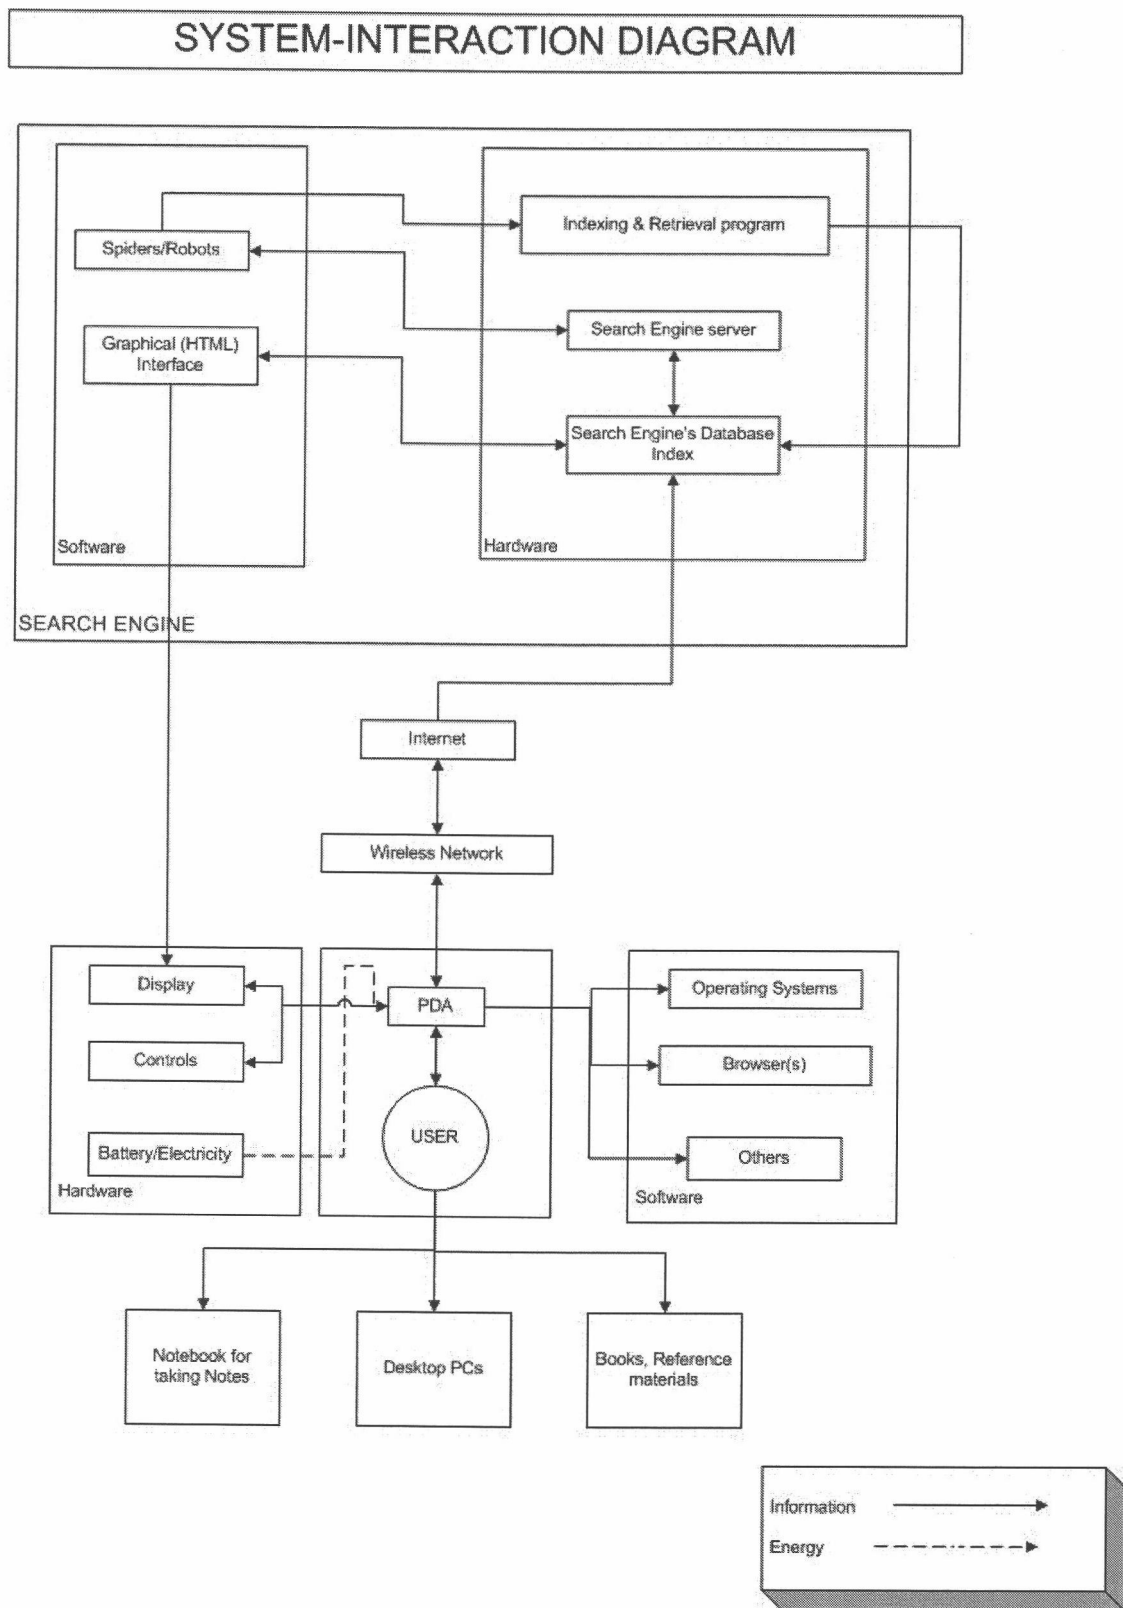 SYSTEM-INTERACTION DIAGRAM
Indexing & Retrieval program
Spiders/Robots
Search Engine server
Graphical (HTML)
Interface
Search Engine's Database
Index
Software
Hardware
SEARCH ENGINE
Internet
Wireless Network
Display
PDA
Operating Systems
Controls
Browser(s)
USER
Battery/Electricity
Others
Hardware
Software
Notebook for
taking Notes
Desktop PCs
Books, Reference
materials
Information
Energy